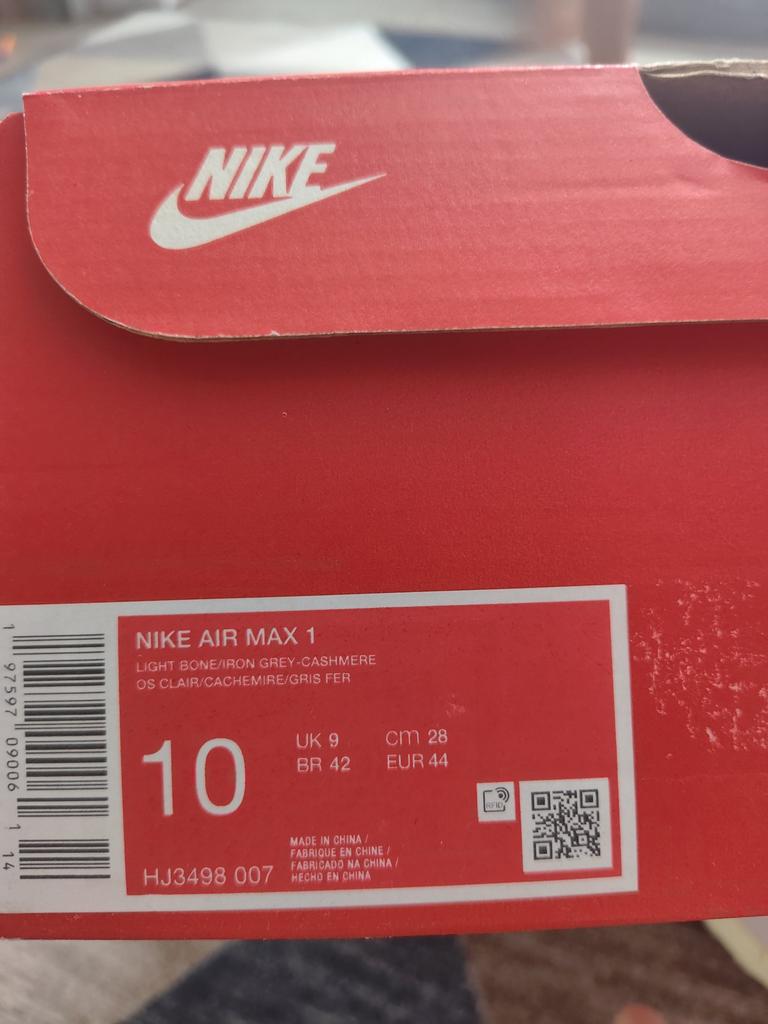 NIKE
NIKE AIR MAX 1
LIGHT BONE/IRON GREY-CASHMERE
OS CLAIR/CACHEMIRE/GRIS FER
10
UK 9 cm 28
BR 42 EUR 44
RFID
HJ3498 007
MADE IN CHINA /
FABRIQUE EN CHINE /
FABRICADO NA CHINA /
HECHO EN CHINA
1 97597 09006 1 14